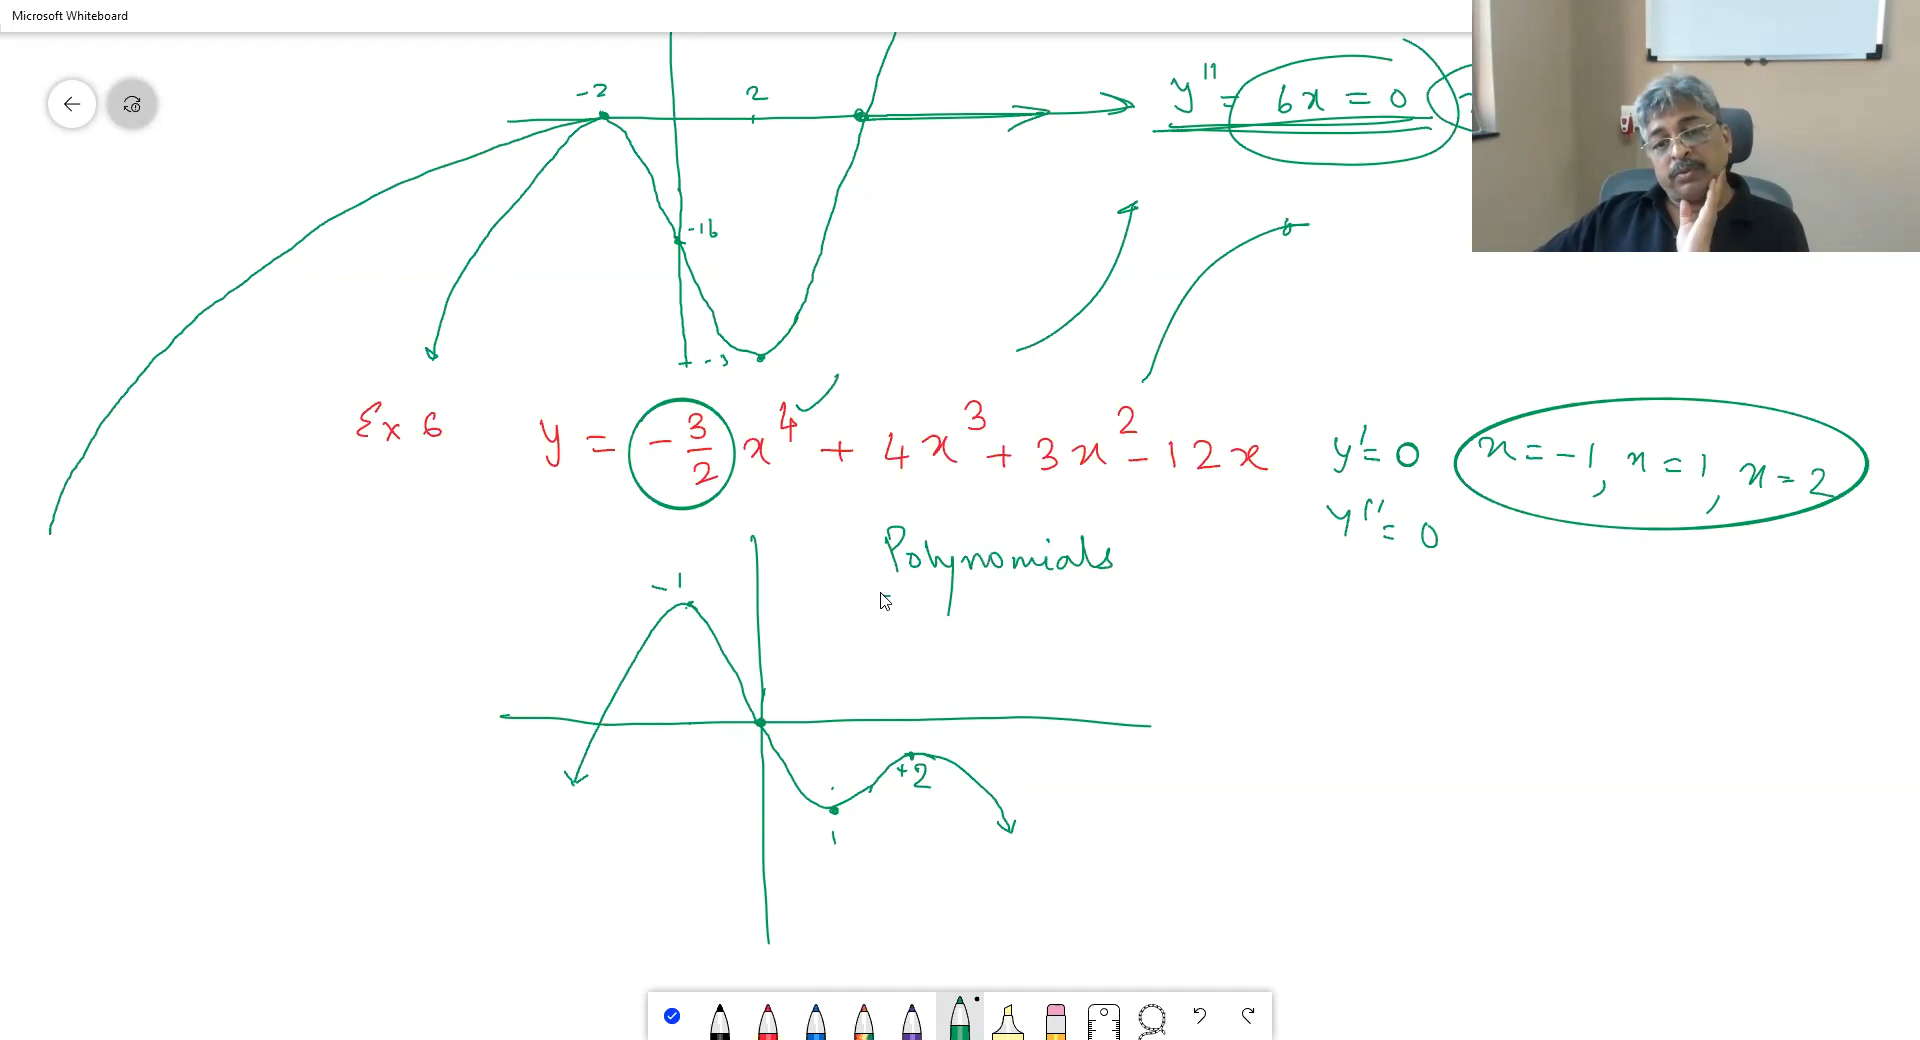 Microsoft Whiteboard
-2
2
y" = 6x = 0
-16
-3
Ex 6
y = -3/2 x^4 + 4x^3 + 3x^2 - 12x
y' = 0
x = -1, x = 1, x = 2
y'' = 0
Polynomials
-1
+2
1